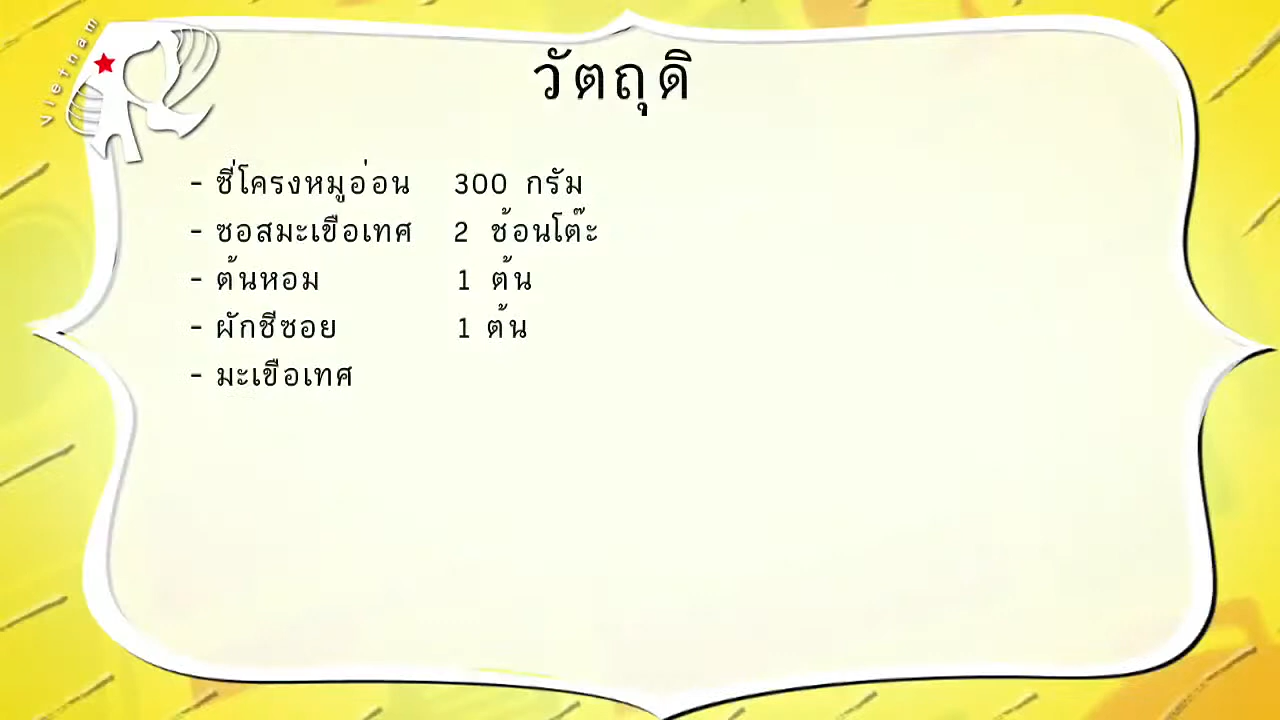 Vietnam
วัตถุดิ
- ซี่โครงหมูอ่อน 300 กรัม
- ซอสมะเขือเทศ 2 ช้อนโต๊ะ
- ต้นหอม 1 ต้น
- ผักชีซอย 1 ต้น
- มะเขือเทศ